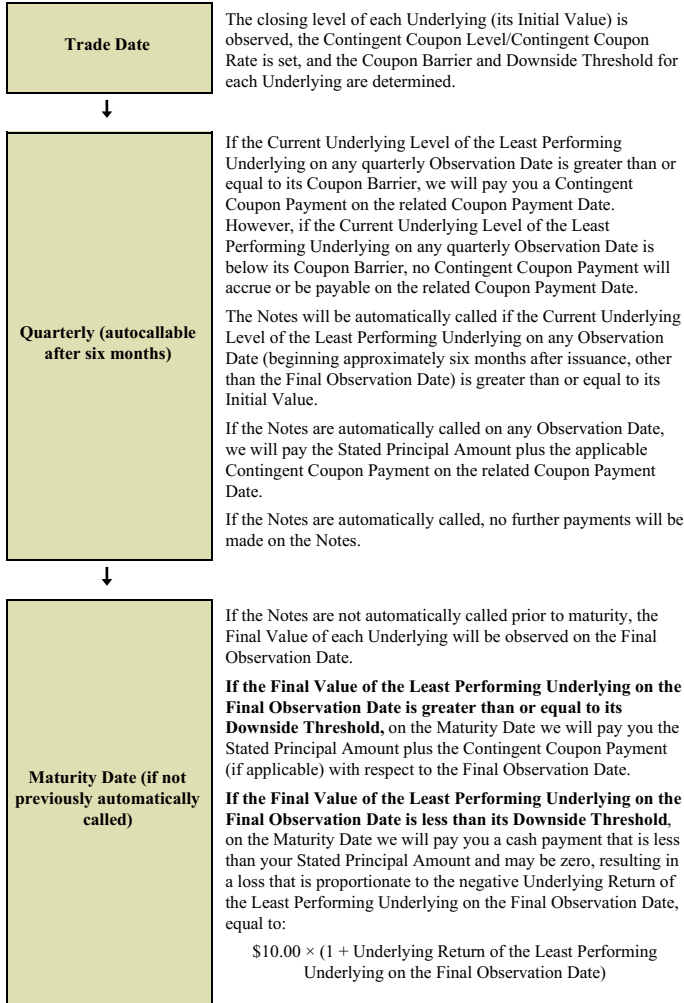 Trade Date
The closing level of each Underlying (its Initial Value) is
observed, the Contingent Coupon Level/Contingent Coupon
Rate is set, and the Coupon Barrier and Downside Threshold for
each Underlying are determined.
Quarterly (autocallable
after six months)
If the Current Underlying Level of the Least Performing
Underlying on any quarterly Observation Date is greater than or
equal to its Coupon Barrier, we will pay you a Contingent
Coupon Payment on the related Coupon Payment Date.
However, if the Current Underlying Level of the Least
Performing Underlying on any quarterly Observation Date is
below its Coupon Barrier, no Contingent Coupon Payment will
accrue or be payable on the related Coupon Payment Date.
The Notes will be automatically called if the Current Underlying
Level of the Least Performing Underlying on any Observation
Date (beginning approximately six months after issuance, other
than the Final Observation Date) is greater than or equal to its
Initial Value.
If the Notes are automatically called on any Observation Date,
we will pay the Stated Principal Amount plus the applicable
Contingent Coupon Payment on the related Coupon Payment
Date.
If the Notes are automatically called, no further payments will be
made on the Notes.
Maturity Date (if not
previously automatically
called)
If the Notes are not automatically called prior to maturity, the
Final Value of each Underlying will be observed on the Final
Observation Date.
If the Final Value of the Least Performing Underlying on the
Final Observation Date is greater than or equal to its
Downside Threshold, on the Maturity Date we will pay you the
Stated Principal Amount plus the Contingent Coupon Payment
(if applicable) with respect to the Final Observation Date.
If the Final Value of the Least Performing Underlying on the
Final Observation Date is less than its Downside Threshold,
on the Maturity Date we will pay you a cash payment that is less
than your Stated Principal Amount and may be zero, resulting in
a loss that is proportionate to the negative Underlying Return of
the Least Performing Underlying on the Final Observation Date,
equal to:
$10.00 × (1 + Underlying Return of the Least Performing
Underlying on the Final Observation Date)